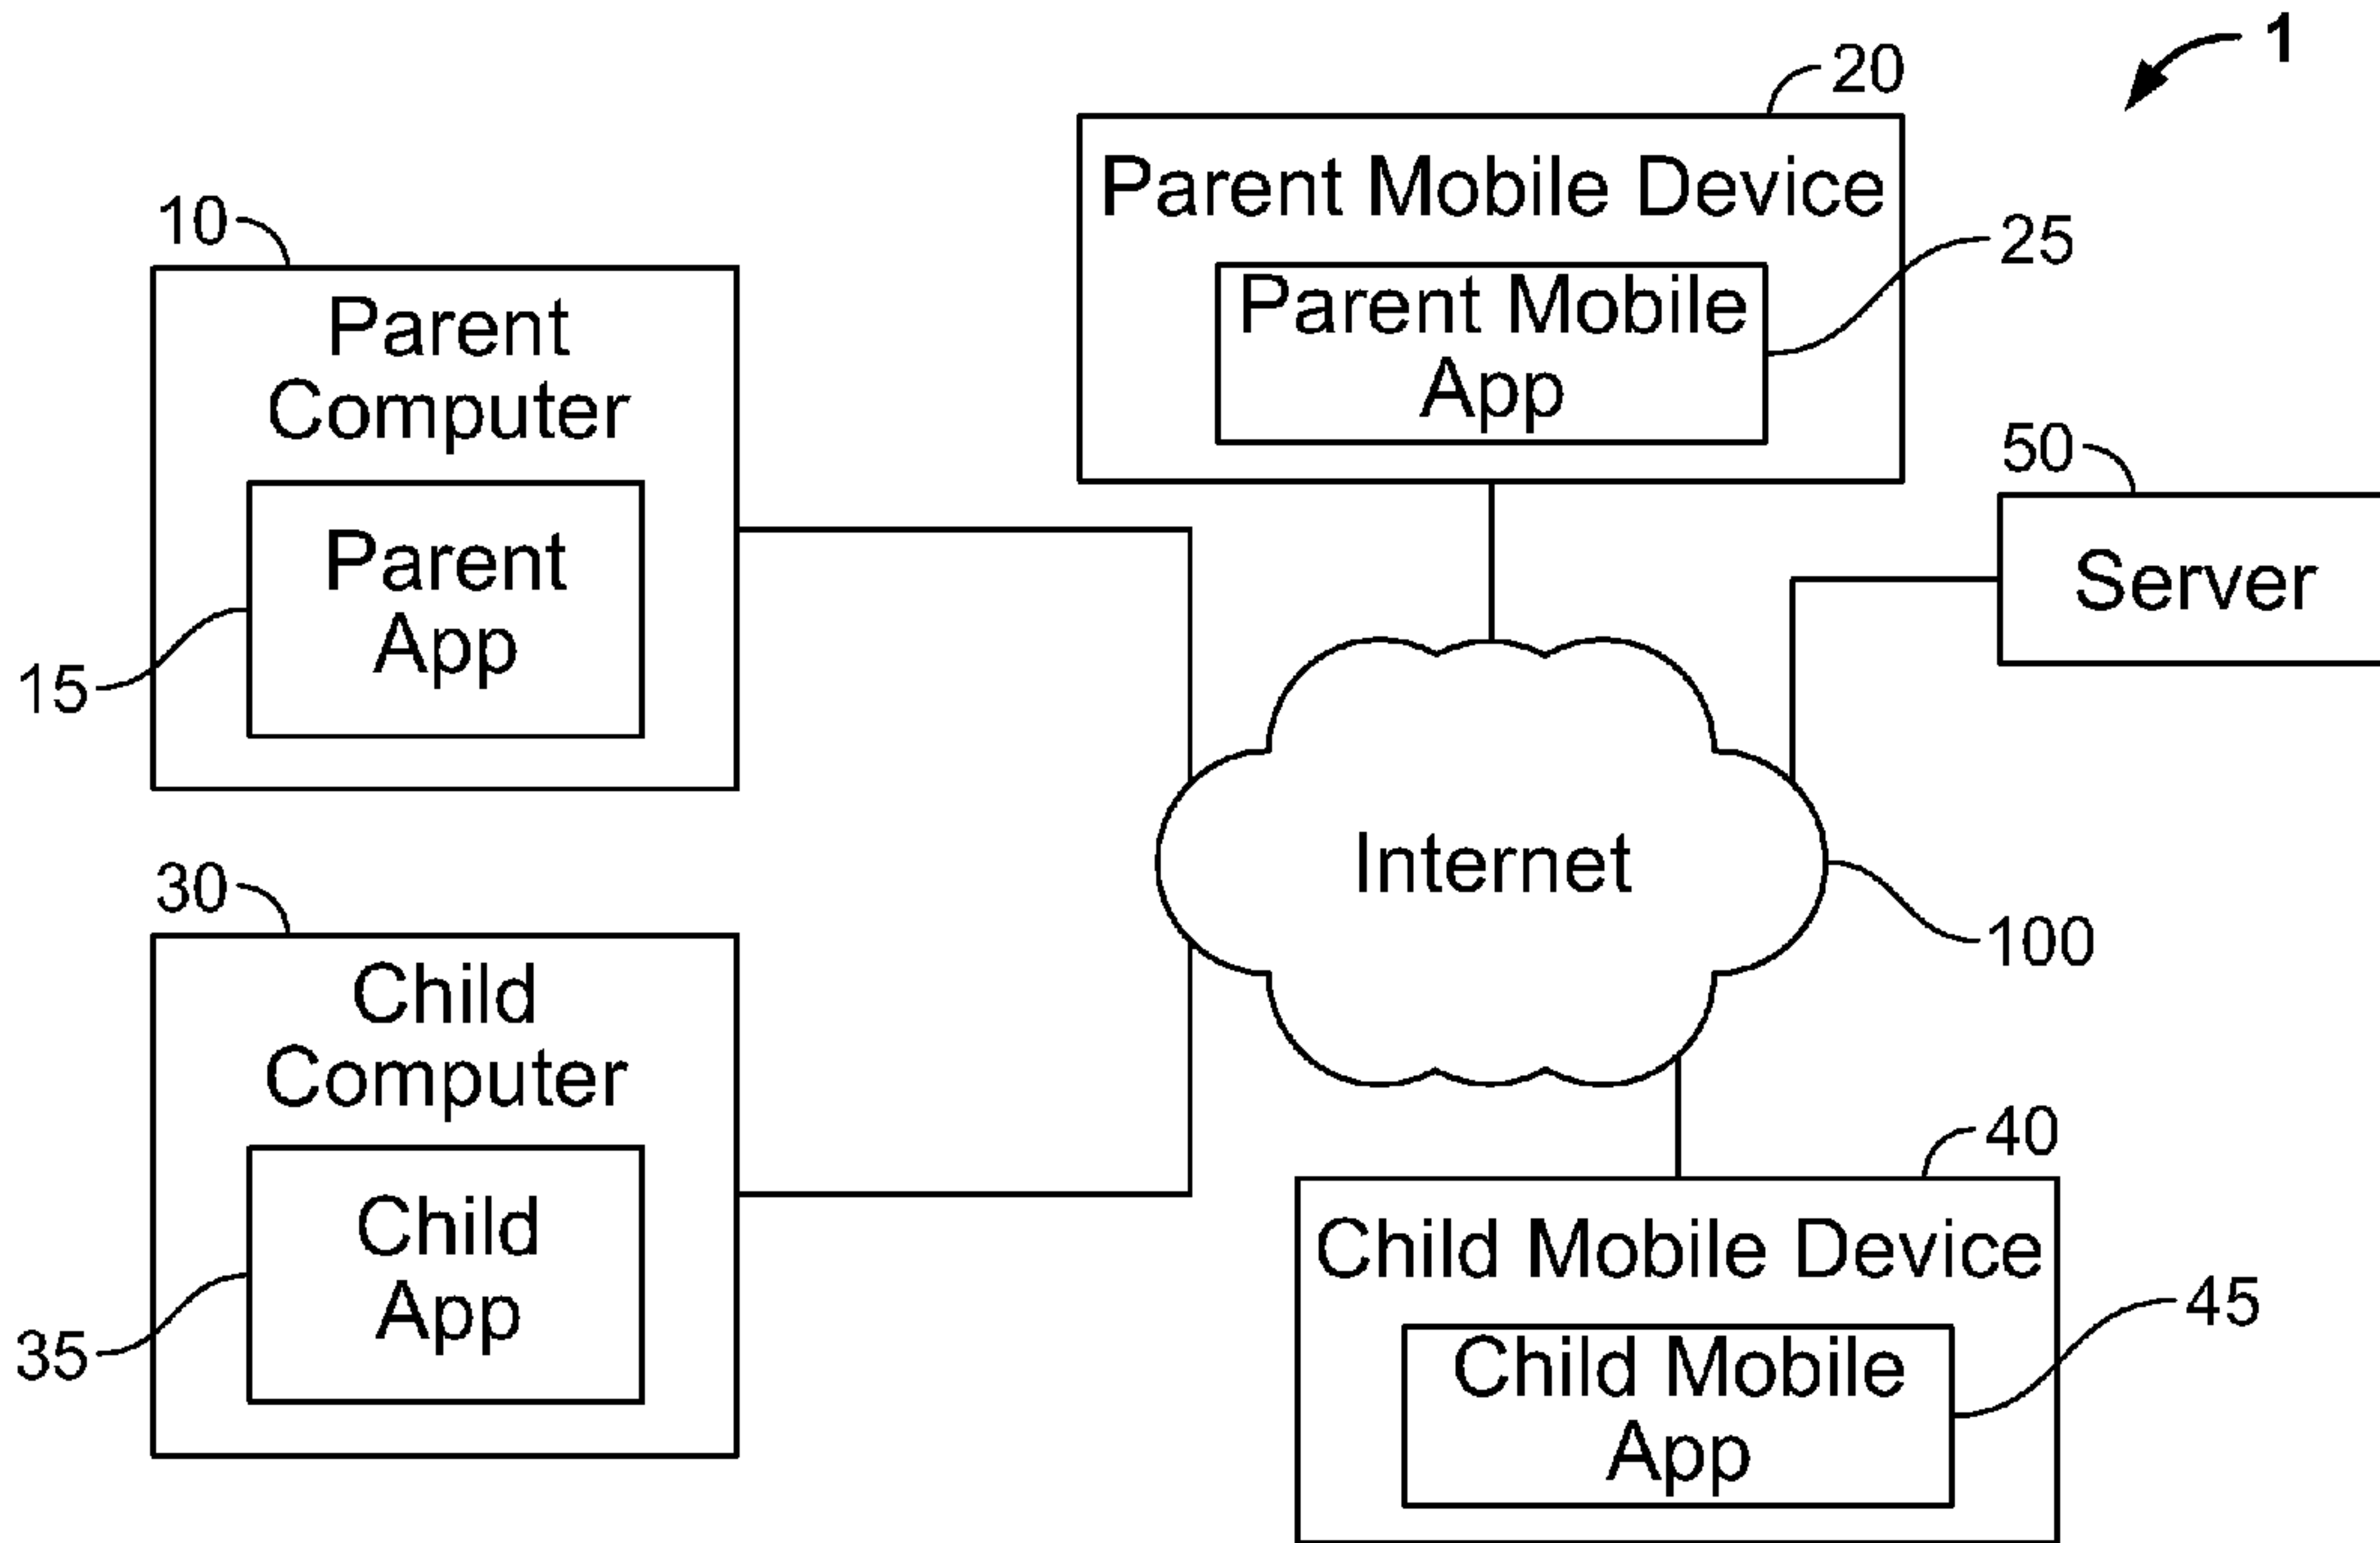 1
20
Parent Mobile Device
25
Parent Mobile
App
10
Parent
Computer
Parent
App
15
50
Server
Internet
100
30
Child
Computer
Child
App
35
40
Child Mobile Device
45
Child Mobile
App